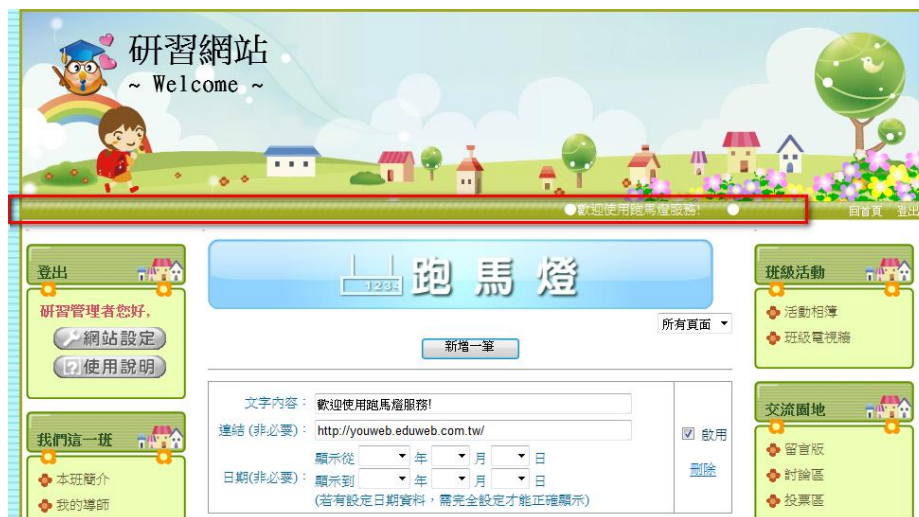 研習網站
~ Welcome ~
●歡迎使用跑馬燈服務! ●
回首頁 登出
登出
研習管理者您好,
網站設定
使用說明
我們這一班
本班簡介
我的導師
1234 跑馬燈
所有頁面
新增一筆
文字內容： 歡迎使用跑馬燈服務!
連結 (非必要)： http://youweb.eduweb.com.tw/
日期(非必要)： 顯示從 年 月 日
顯示到 年 月 日
(若有設定日期資料，需完全設定才能正確顯示)
啟用
刪除
班級活動
活動相簿
班級電視牆
交流園地
留言版
討論區
投票區